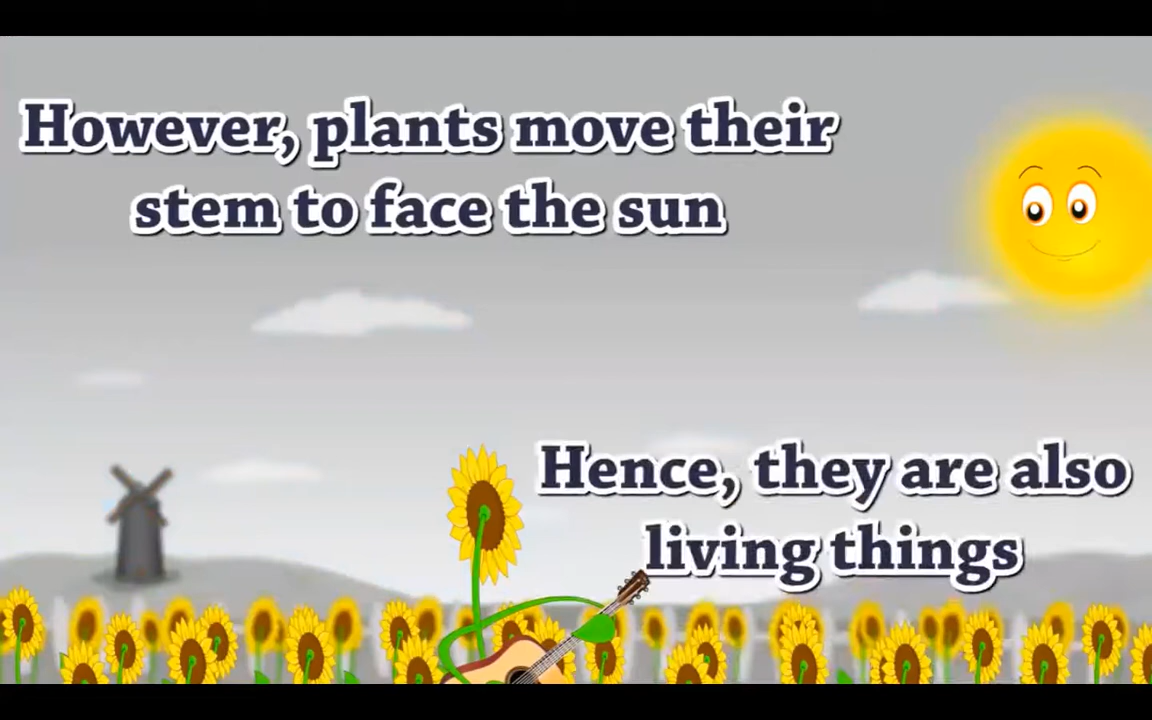 However, plants move their
stem to face the sun
Hence, they are also
living things